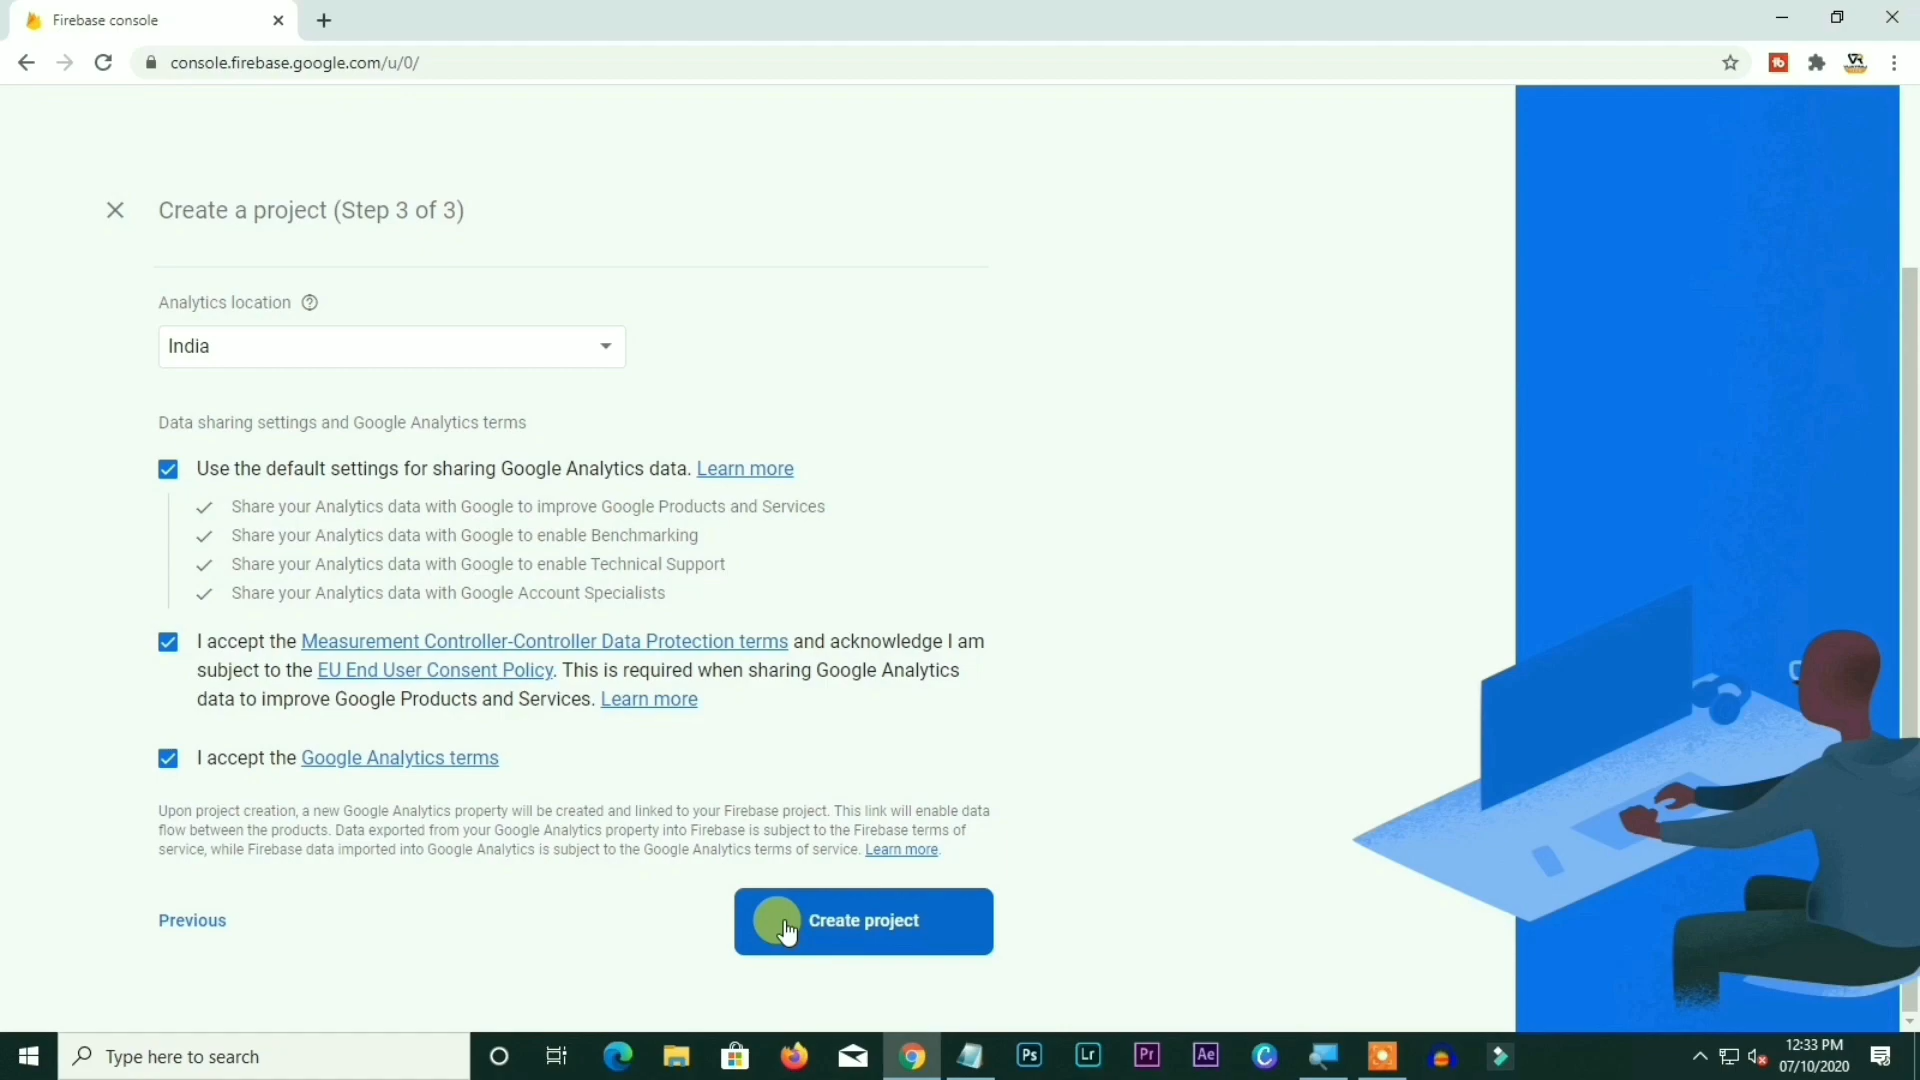 Firebase console
console.firebase.google.com/u/0/
Create a project (Step 3 of 3)
Analytics location
India
Data sharing settings and Google Analytics terms
Use the default settings for sharing Google Analytics data. Learn more
Share your Analytics data with Google to improve Google Products and Services
Share your Analytics data with Google to enable Benchmarking
Share your Analytics data with Google to enable Technical Support
Share your Analytics data with Google Account Specialists
I accept the Measurement Controller-Controller Data Protection terms and acknowledge I am
subject to the EU End User Consent Policy. This is required when sharing Google Analytics
data to improve Google Products and Services. Learn more
I accept the Google Analytics terms
Upon project creation, a new Google Analytics property will be created and linked to your Firebase project. This link will enable data
flow between the products. Data exported from your Google Analytics property into Firebase is subject to the Firebase terms of
service, while Firebase data imported into Google Analytics is subject to the Google Analytics terms of service. Learn more.
Previous
Create project
Type here to search
Ps
Lr
Pr
Ae
12:33 PM
07/10/2020